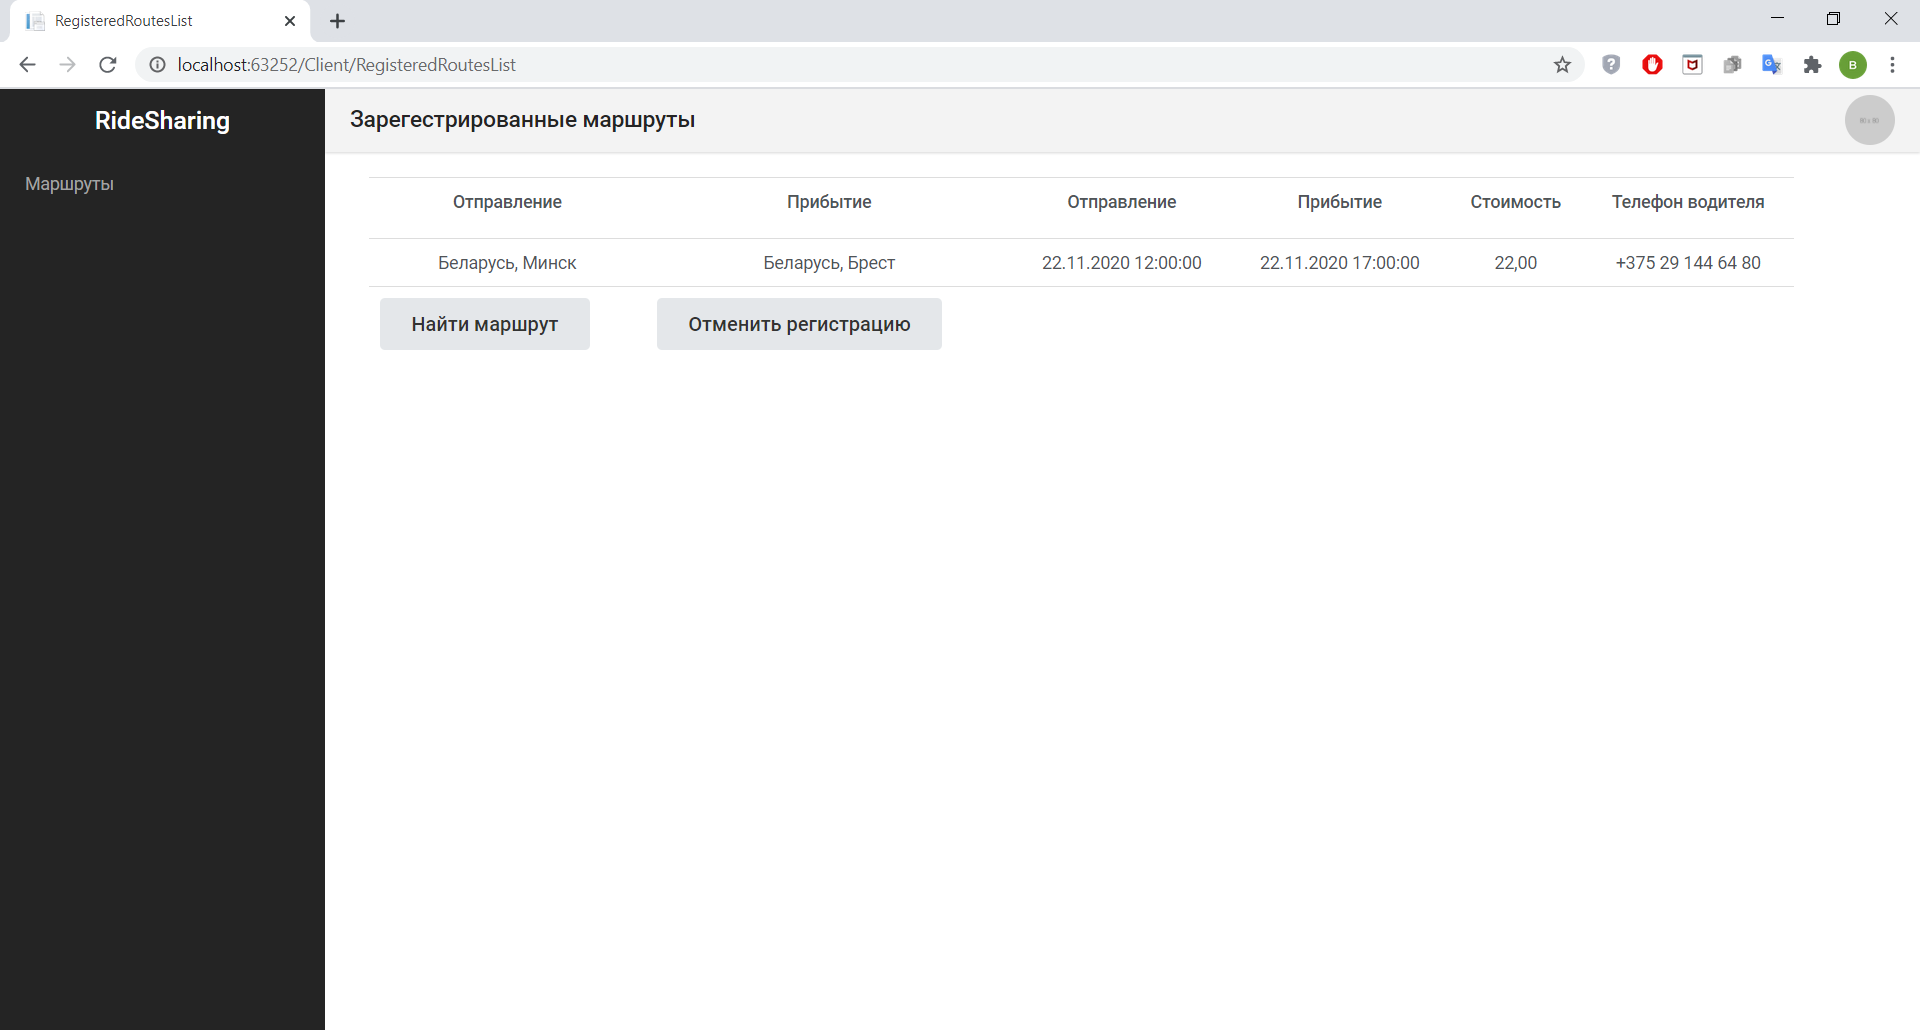 RegisteredRoutesList
localhost:63252/Client/RegisteredRoutesList
B
RideSharing
Зарегестрированные маршруты
Маршруты
Отправление Прибытие Отправление Прибытие Стоимость Телефон водителя
Беларусь, Минск Беларусь, Брест 22.11.2020 12:00:00 22.11.2020 17:00:00 22,00 +375 29 144 64 80
Найти маршрут Отменить регистрацию